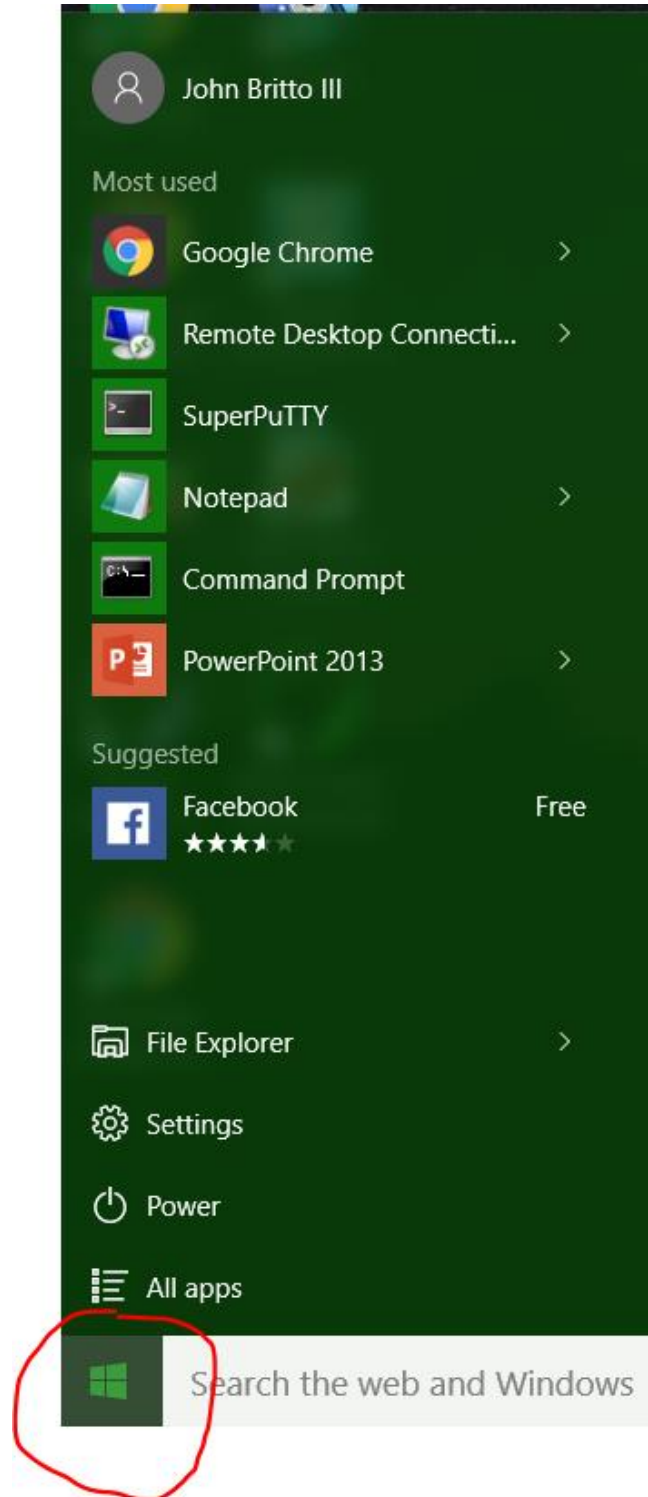 John Britto III
Most used
Google Chrome
Remote Desktop Connecti...
SuperPuTTY
Notepad
Command Prompt
PowerPoint 2013
Suggested
Facebook Free
File Explorer
Settings
Power
All apps
Search the web and Windows